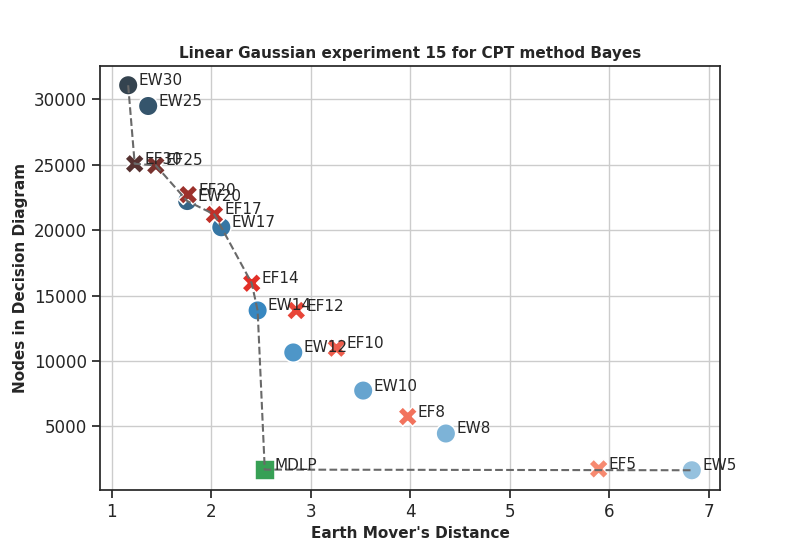 Linear Gaussian experiment 15 for CPT method Bayes
Nodes in Decision Diagram
30000
25000
20000
15000
10000
5000
EW30
EW25
EF30
EF25
EF20
EW20
EF17
EW17
EF14
EW14
EF12
EW12
EF10
EW10
EF8
EW8
MDLP
EF5
EW5
1
2
3
4
5
6
7
Earth Mover's Distance